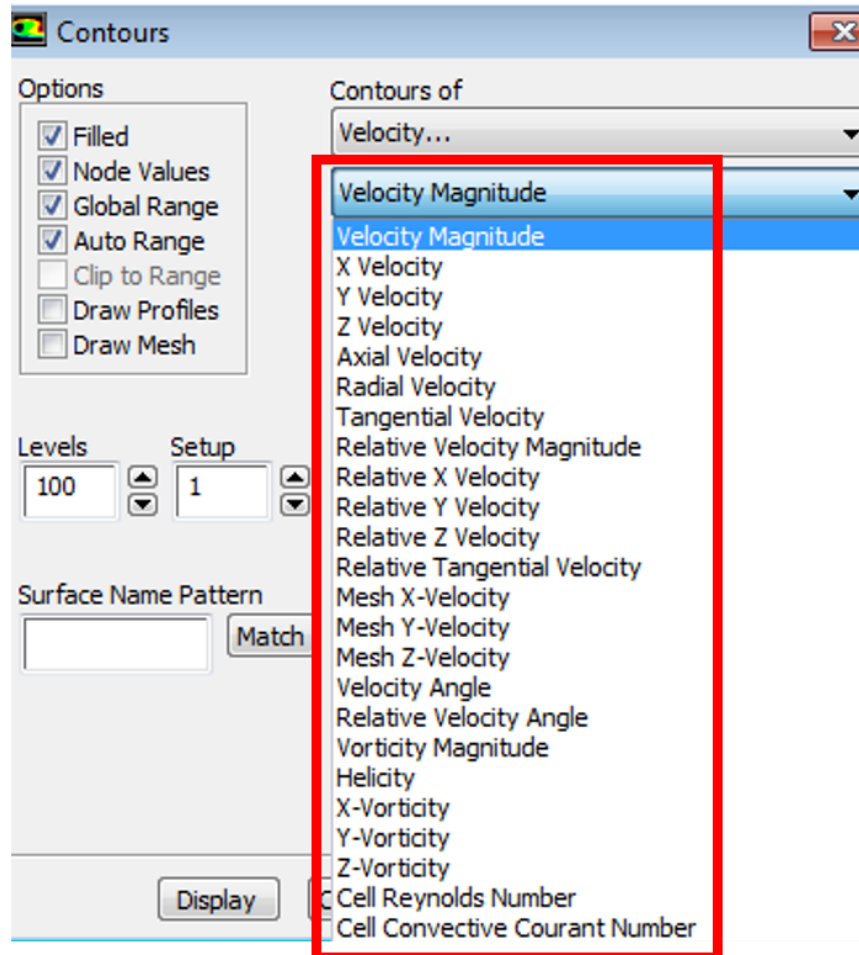 Contours
Options
Filled
Node Values
Global Range
Auto Range
Clip to Range
Draw Profiles
Draw Mesh
Levels
Setup
100
1
Surface Name Pattern
Match
Display
C
Contours of
Velocity...
Velocity Magnitude
Velocity Magnitude
X Velocity
Y Velocity
Z Velocity
Axial Velocity
Radial Velocity
Tangential Velocity
Relative Velocity Magnitude
Relative X Velocity
Relative Y Velocity
Relative Z Velocity
Relative Tangential Velocity
Mesh X-Velocity
Mesh Y-Velocity
Mesh Z-Velocity
Velocity Angle
Relative Velocity Angle
Vorticity Magnitude
Helicity
X-Vorticity
Y-Vorticity
Z-Vorticity
Cell Reynolds Number
Cell Convective Courant Number